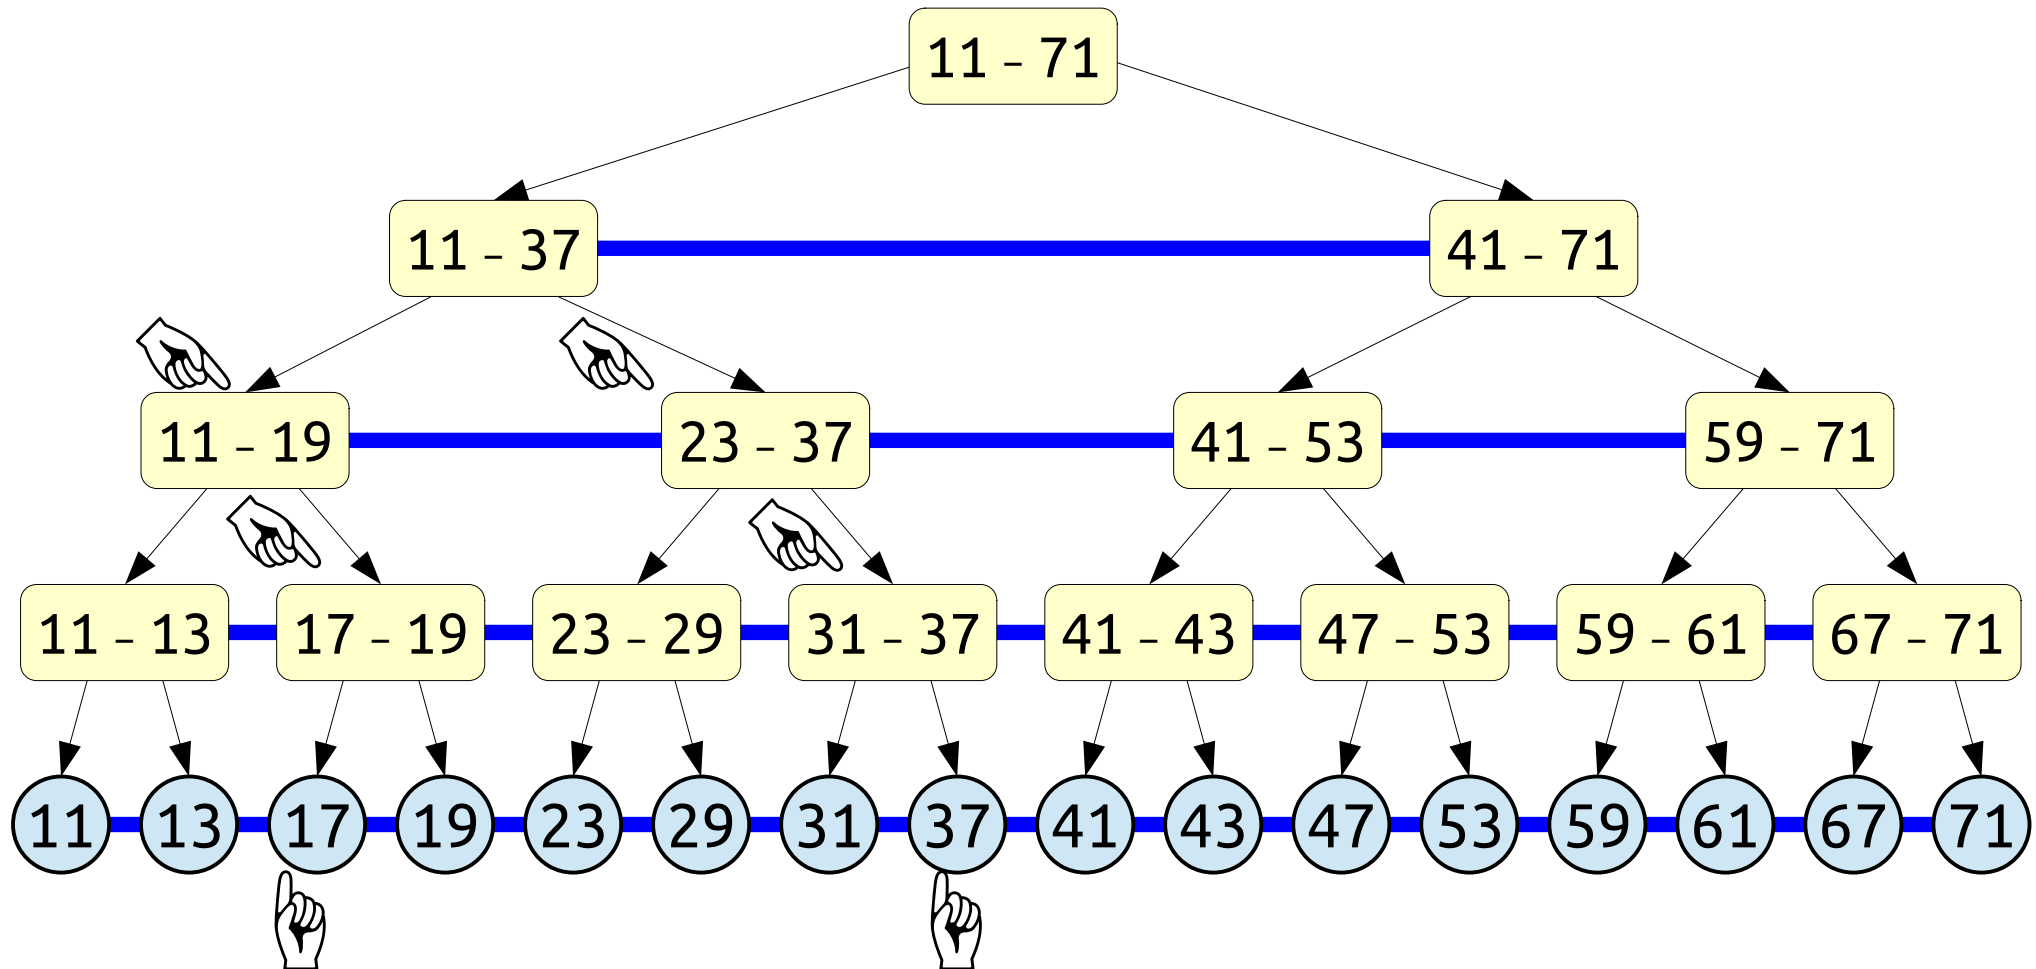 11 – 71
11 – 37 41 – 71
11 – 19 23 – 37 41 – 53 59 – 71
11 – 13 17 – 19 23 – 29 31 – 37 41 – 43 47 – 53 59 – 61 67 – 71
11 13 17 19 23 29 31 37 41 43 47 53 59 61 67 71